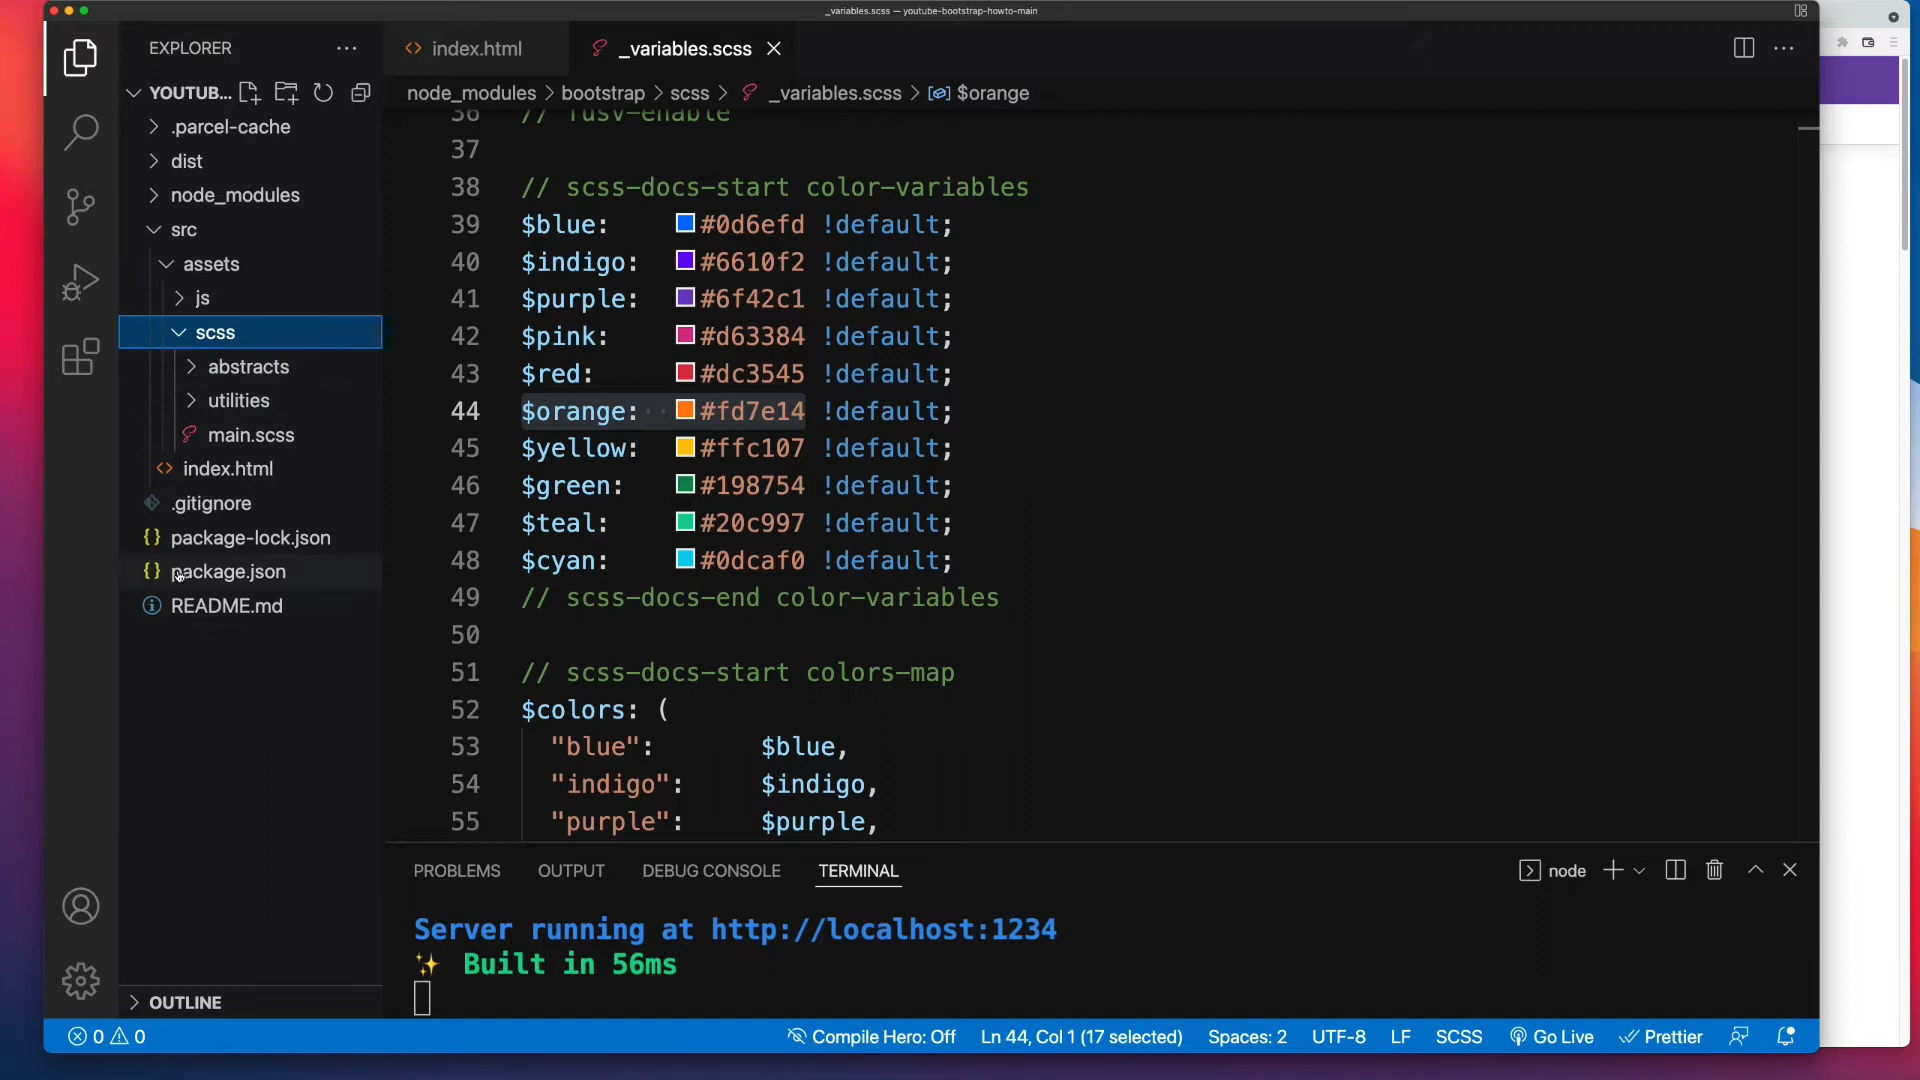 _variables.scss — youtube-bootstrap-howto-main
EXPLORER
YOUTUB...
.parcel-cache
dist
node_modules
src
assets
js
scss
abstracts
utilities
main.scss
index.html
.gitignore
package-lock.json
package.json
README.md
OUTLINE
index.html
_variables.scss
node_modules > bootstrap > scss > _variables.scss > $orange
36 // fusv-enable
37
38 // scss-docs-start color-variables
39 $blue: #0d6efd !default;
40 $indigo: #6610f2 !default;
41 $purple: #6f42c1 !default;
42 $pink: #d63384 !default;
43 $red: #dc3545 !default;
44 $orange: #fd7e14 !default;
45 $yellow: #ffc107 !default;
46 $green: #198754 !default;
47 $teal: #20c997 !default;
48 $cyan: #0dcaf0 !default;
49 // scss-docs-end color-variables
50
51 // scss-docs-start colors-map
52 $colors: (
53 "blue": $blue,
54 "indigo": $indigo,
55 "purple": $purple,
PROBLEMS OUTPUT DEBUG CONSOLE TERMINAL node
Server running at http://localhost:1234
✨ Built in 56ms
0 0 Compile Hero: Off Ln 44, Col 1 (17 selected) Spaces: 2 UTF-8 LF SCSS Go Live Prettier